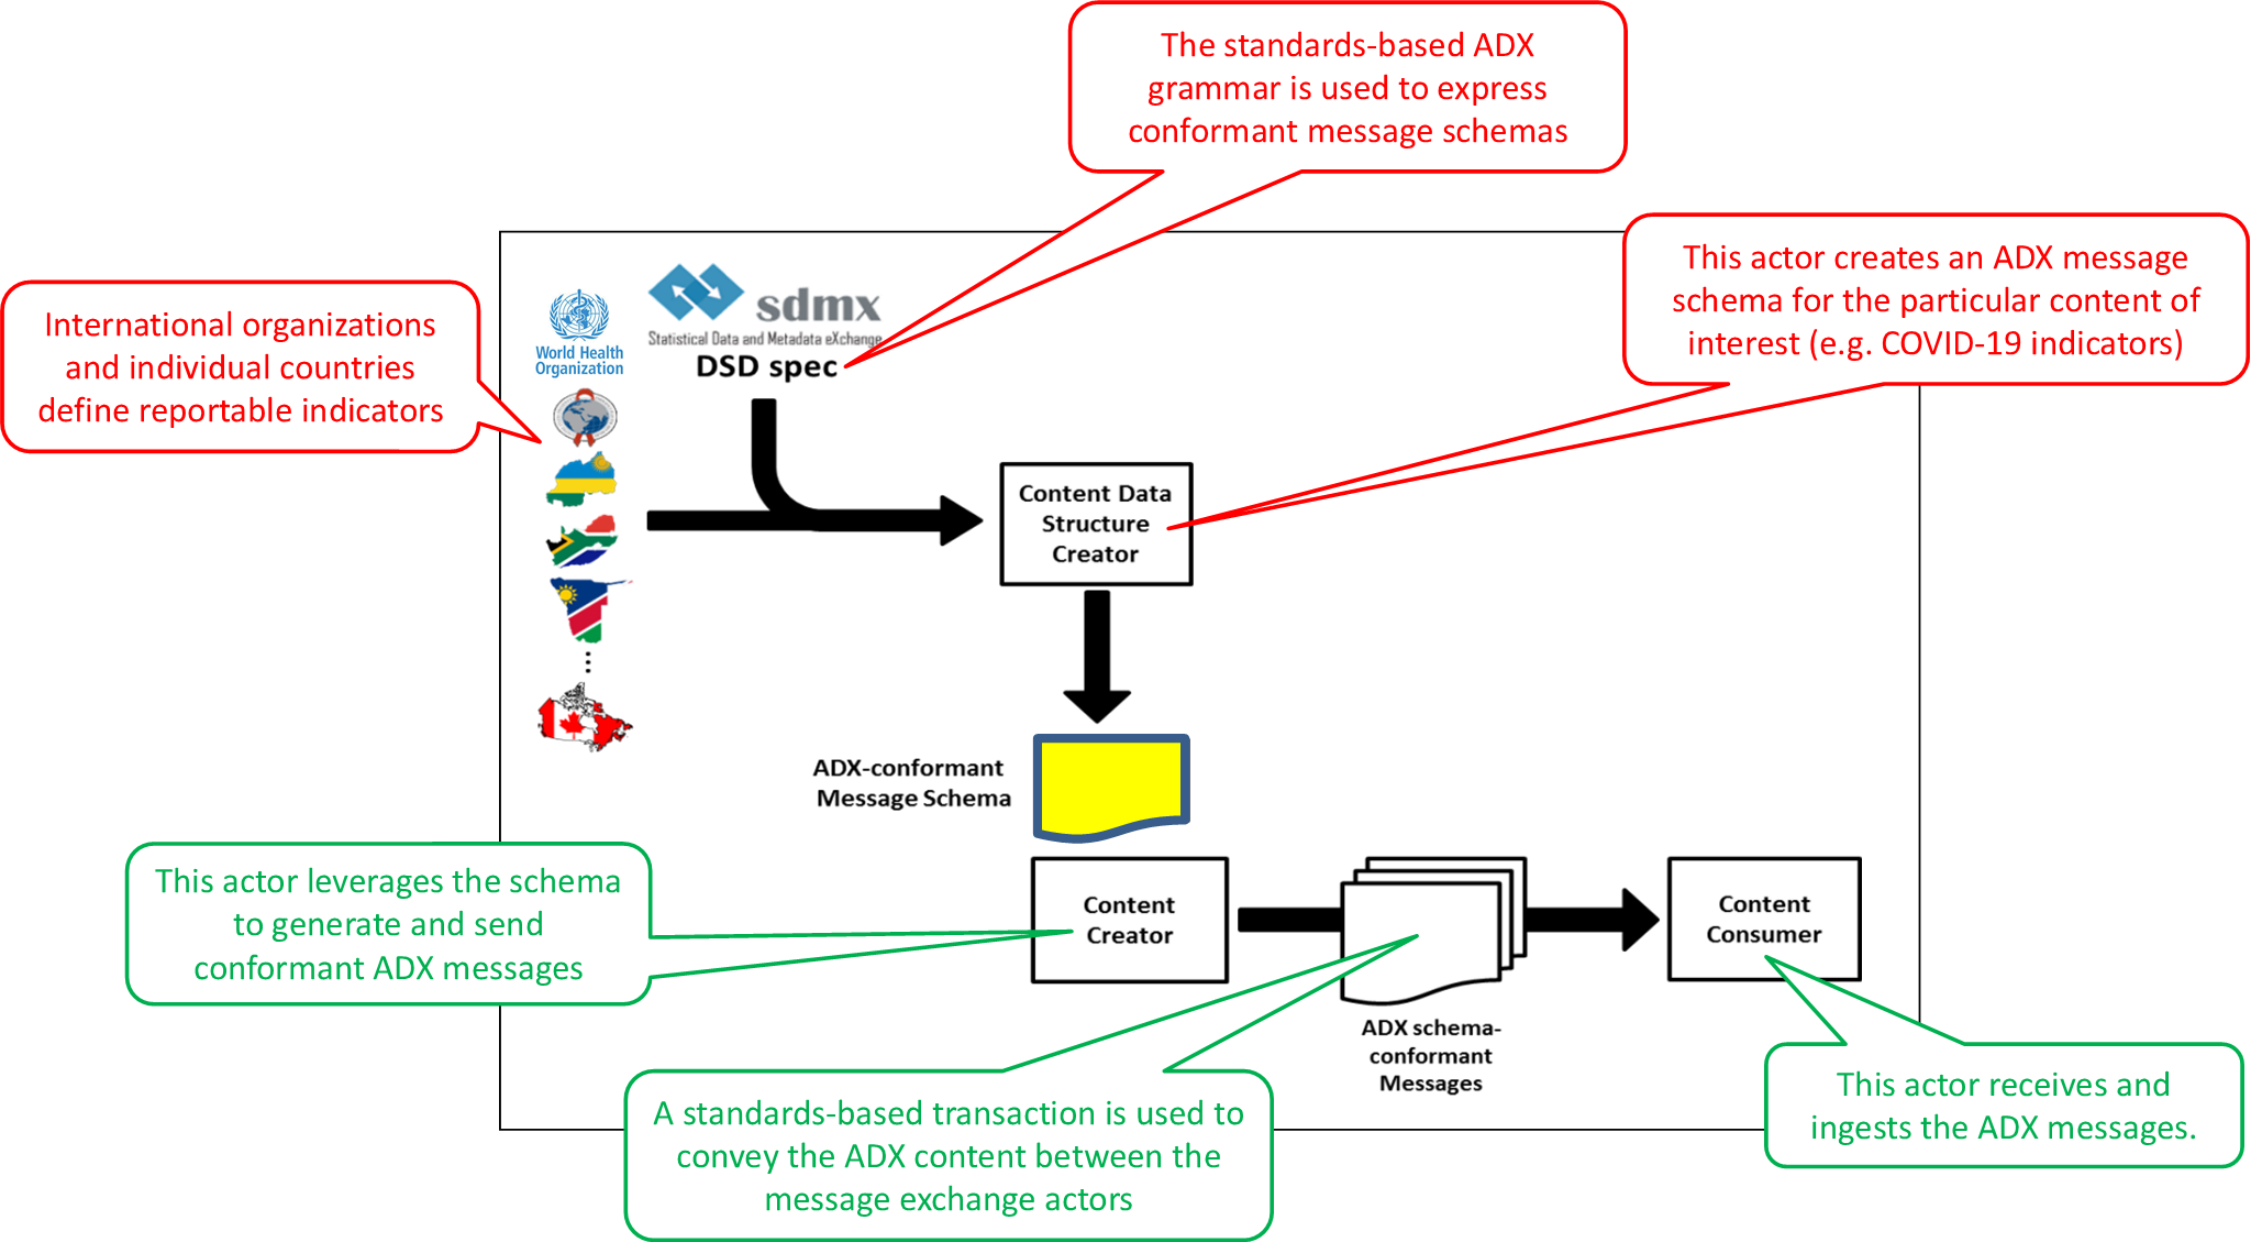 The standards-based ADX
grammar is used to express
conformant message schemas
This actor creates an ADX message
schema for the particular content of
interest (e.g. COVID-19 indicators)
International organizations
and individual countries
define reportable indicators
World Health
Organization
sdmx
Statistical Data and Metadata eXchange
DSD spec
Content Data
Structure
Creator
ADX-conformant
Message Schema
This actor leverages the schema
to generate and send
conformant ADX messages
Content
Creator
Content
Consumer
ADX schema-
conformant
Messages
A standards-based transaction is used to
convey the ADX content between the
message exchange actors
This actor receives and
ingests the ADX messages.